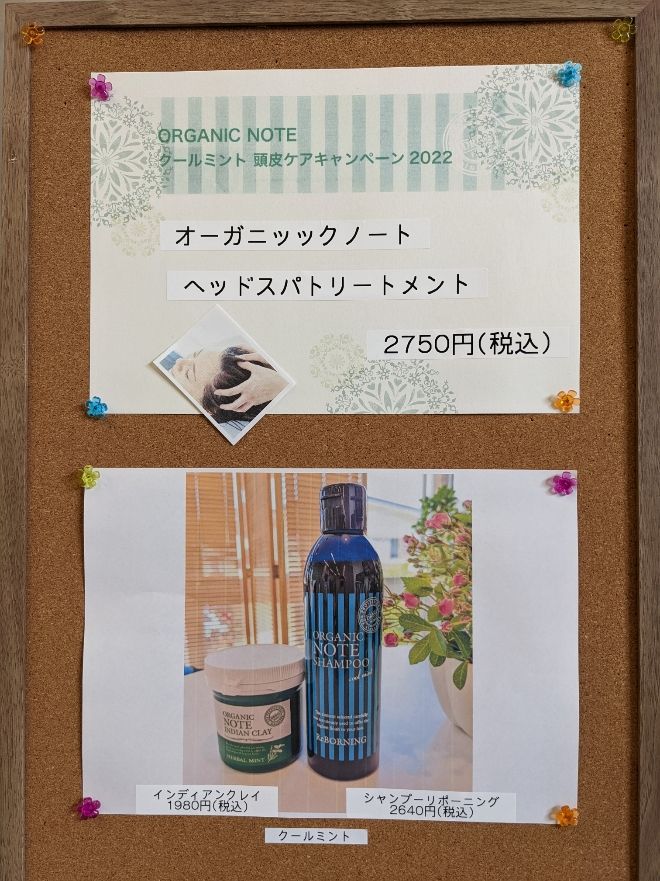 ORGANIC NOTE
クールミント 頭皮ケアキャンペーン 2022
オーガニッックノート
ヘッドスパトリートメント
2750円(税込)
ORGANIC
NOTE
INDIAN CLAY
HERBAL MINT
ORGANIC
NOTE
SHAMPOO
cool mint
ReBORNING
インディアンクレイ
1980円(税込)
シャンプーリボーニング
2640円(税込)
クールミント